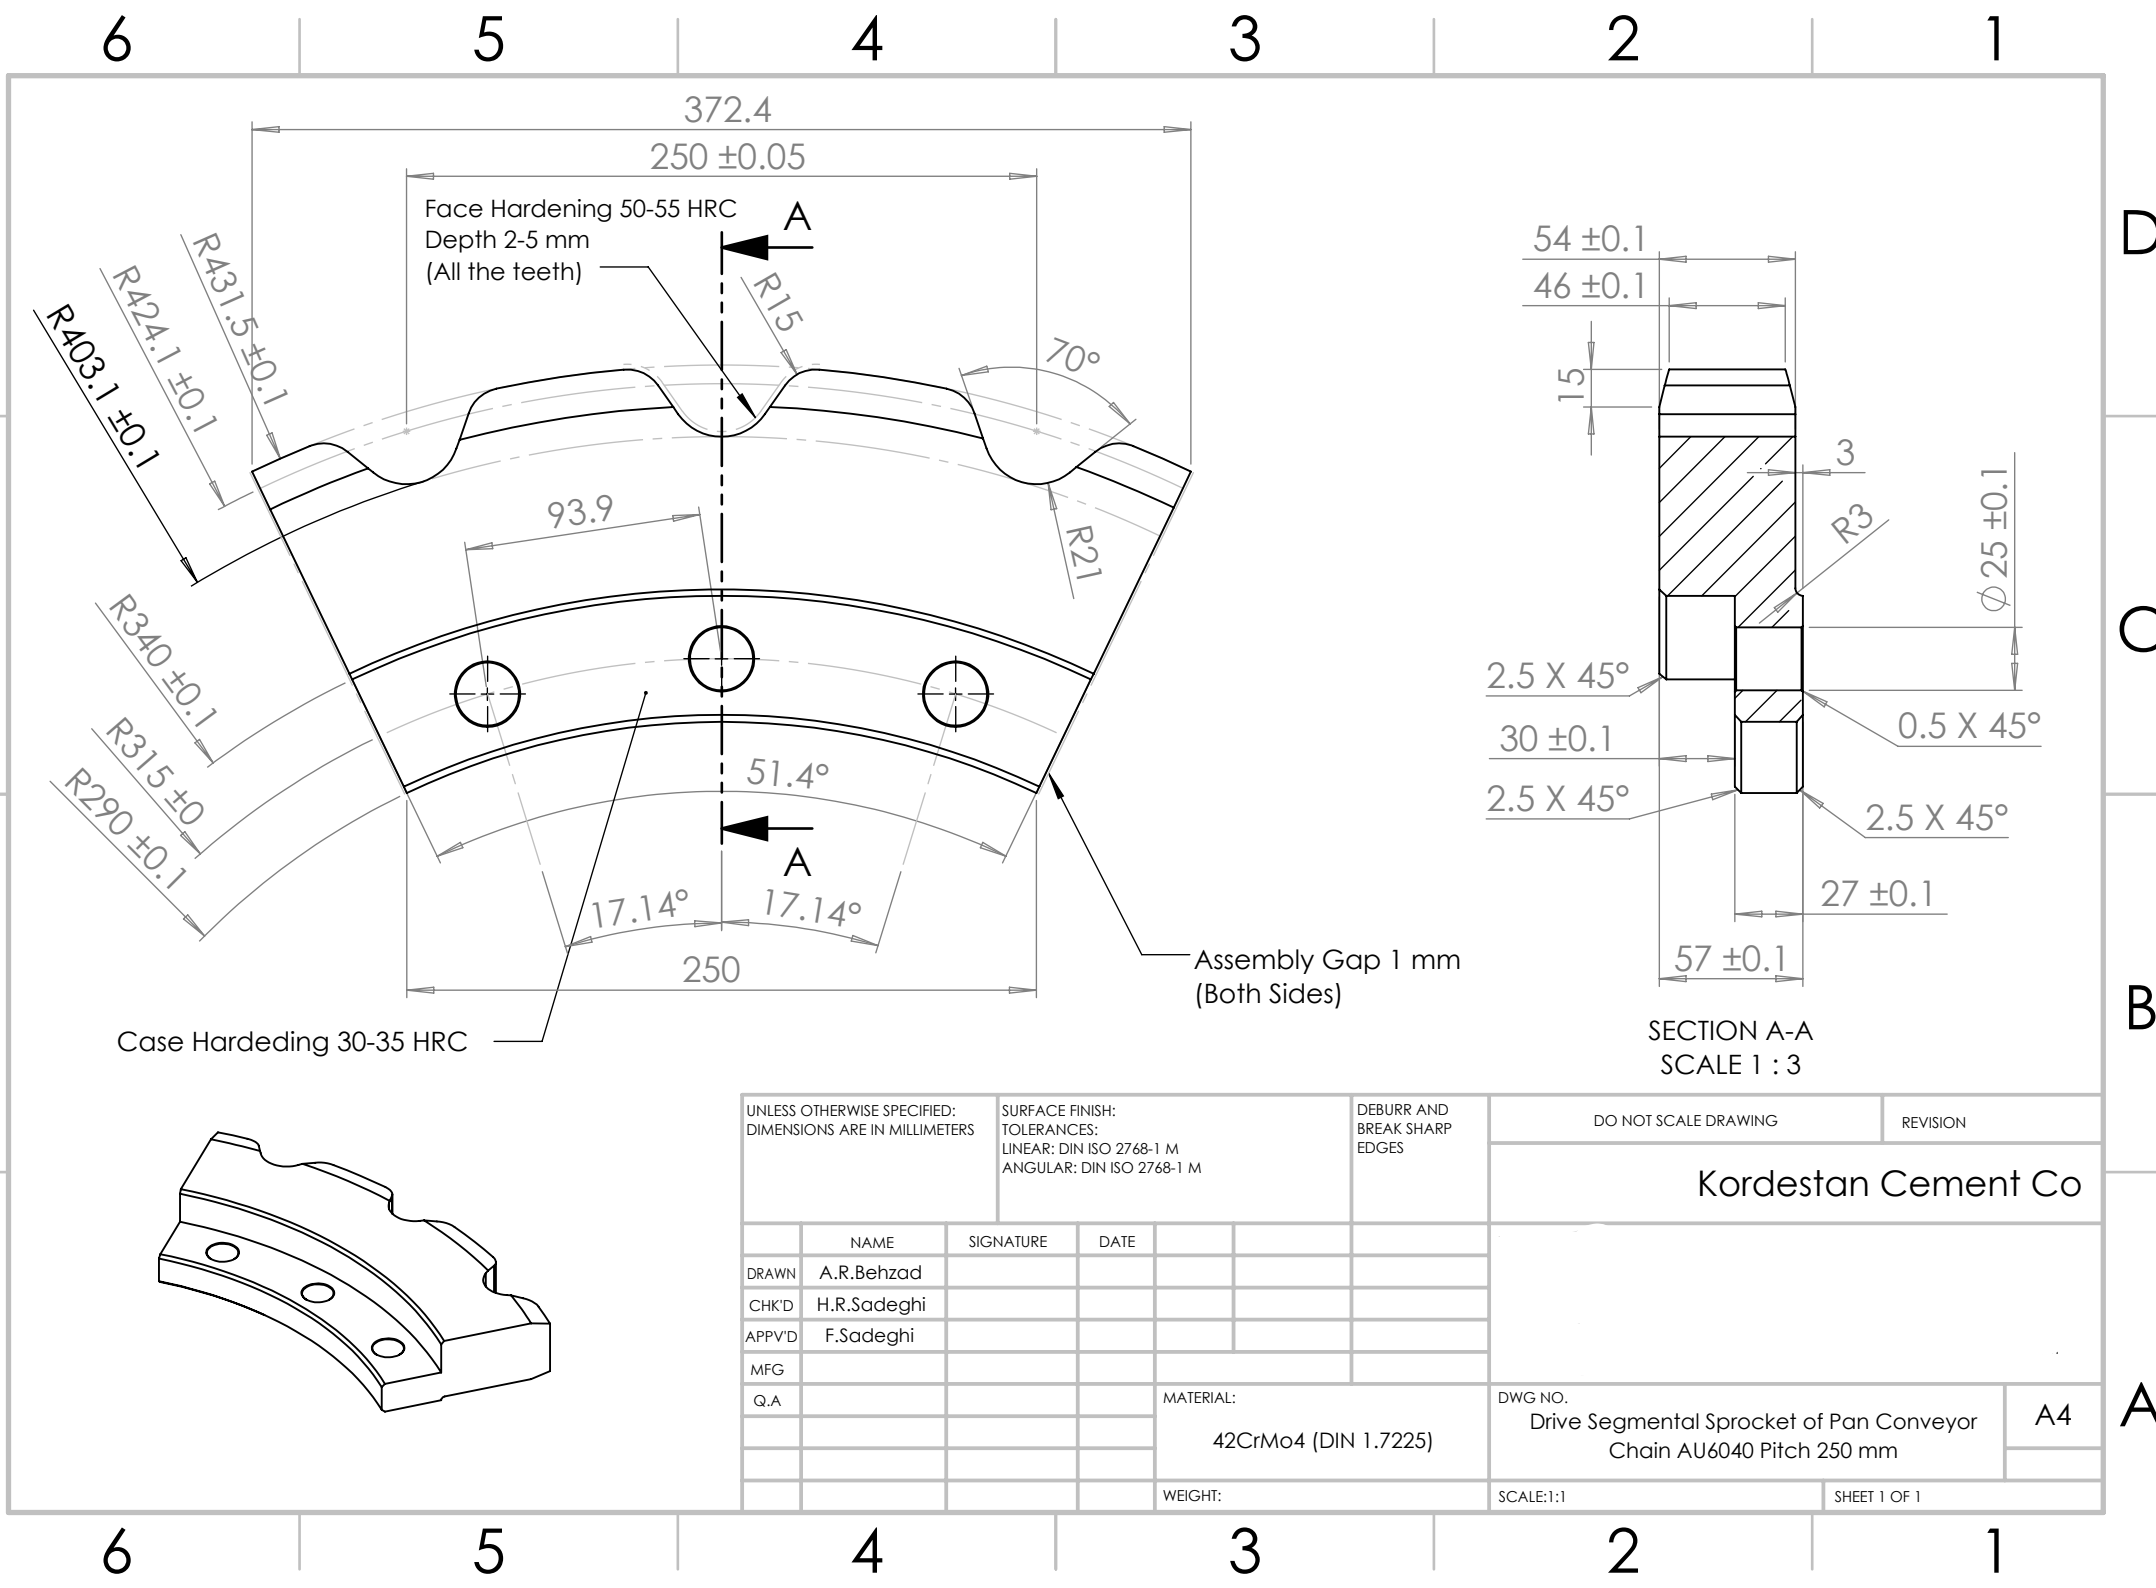 6 5 4 3 2 1
372.4
250 ±0.05
Face Hardening 50-55 HRC
Depth 2-5 mm
(All the teeth)
A
R15
70°
R431.5 ±0.1
R424.1 ±0.1
R403.1 ±0.1
93.9
R21
R340 ±0.1
R315 ±0
R290 ±0.1
51.4°
A
17.14°
17.14°
250
Assembly Gap 1 mm
(Both Sides)
Case Hardeding 30-35 HRC
54 ±0.1
46 ±0.1
15
3
R3
∅25 ±0.1
2.5 X 45°
0.5 X 45°
30 ±0.1
2.5 X 45°
2.5 X 45°
27 ±0.1
57 ±0.1
SECTION A-A
SCALE 1 : 3
D
C
B
A
UNLESS OTHERWISE SPECIFIED:
DIMENSIONS ARE IN MILLIMETERS
SURFACE FINISH:
TOLERANCES:
LINEAR: DIN ISO 2768-1 M
ANGULAR: DIN ISO 2768-1 M
DEBURR AND
BREAK SHARP
EDGES
DO NOT SCALE DRAWING
REVISION
Kordestan Cement Co
NAME SIGNATURE DATE
DRAWN A.R.Behzad
CHK'D H.R.Sadeghi
APPV'D F.Sadeghi
MFG
Q.A
MATERIAL:
42CrMo4 (DIN 1.7225)
WEIGHT:
DWG NO.
Drive Segmental Sprocket of Pan Conveyor
Chain AU6040 Pitch 250 mm
A4
SCALE:1:1
SHEET 1 OF 1
6 5 4 3 2 1